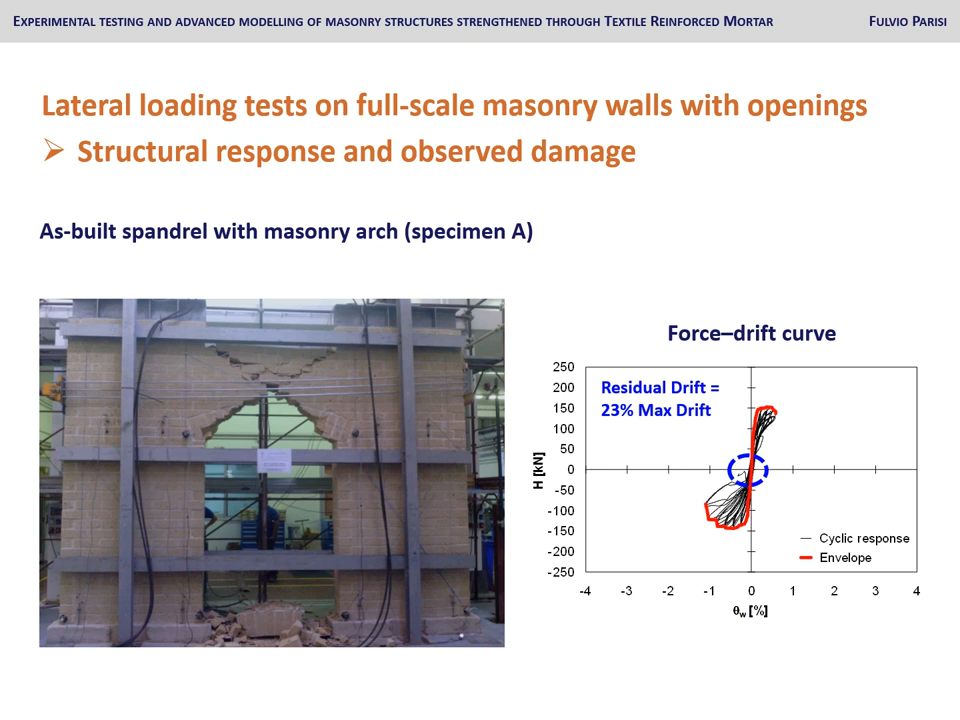 EXPERIMENTAL TESTING AND ADVANCED MODELLING OF MASONRY STRUCTURES STRENGTHENED THROUGH TEXTILE REINFORCED MORTAR FULVIO PARISI
Lateral loading tests on full-scale masonry walls with openings
➢ Structural response and observed damage
As-built spandrel with masonry arch (specimen A)
Force–drift curve
250
200
150
100
50
0
-50
-100
-150
-200
-250
H [kN]
Residual Drift =
23% Max Drift
Cyclic response
Envelope
-4 -3 -2 -1 0 1 2 3 4
θw [%]